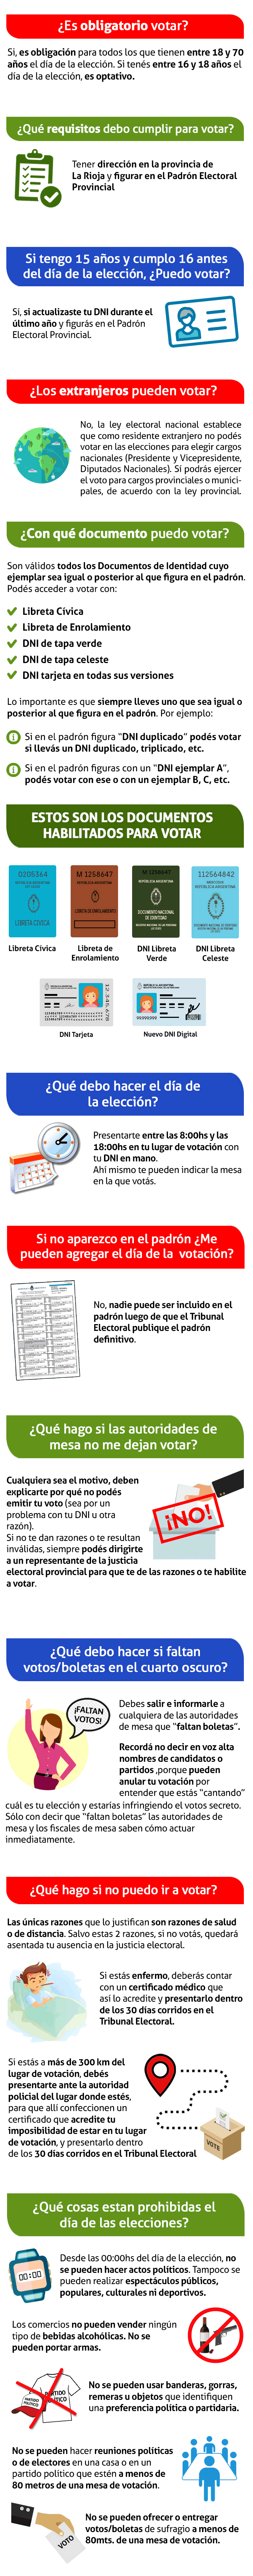 ¿Es obligatorio votar?
Si, es obligación para todos los que tienen entre 18 y 70
años el día de la elección. Si tenés entre 16 y 18 años el
día de la elección, es optativo.
¿Qué requisitos debo cumplir para votar?
Tener dirección en la provincia de
La Rioja y figurar en el Padrón Electoral
Provincial
Si tengo 15 años y cumplo 16 antes
del día de la elección, ¿Puedo votar?
Si, si actualizaste tu DNI durante el
último año y figurás en el Padrón
Electoral Provincial.
¿Los extranjeros pueden votar?
No, la ley electoral nacional establece
que como residente extranjero no podés
votar en las elecciones para elegir cargos
nacionales (Presidente y Vicepresidente,
Diputados Nacionales). Si podrás ejercer
el voto para cargos provinciales o munici-
pales, de acuerdo con la ley provincial.
¿Con qué documento puedo votar?
Son válidos todos los Documentos de Identidad cuyo
ejemplar sea igual o posterior al que figura en el padrón.
Podés acceder a votar con:
Libreta Cívica
Libreta de Enrolamiento
DNI de tapa verde
DNI de tapa celeste
DNI tarjeta en todas sus versiones
Lo importante es que siempre lleves uno que sea igual o
posterior al que figura en el padrón. Por ejemplo:
Si en el padrón figura “DNI duplicado” podés votar
si llevás un DNI duplicado, triplicado, etc.
Si en el padrón figuras con un “DNI ejemplar A”,
podés votar con ese o con un ejemplar B, C, etc.
ESTOS SON LOS DOCUMENTOS
HABILITADOS PARA VOTAR
0205364
M 1258647
M 1258647
112564842
LIBRETA CIVICA
LIBRETA DE ENROLAMIENTO
DOCUMENTO NACIONAL
DE IDENTIDAD
Libreta Cívica
Libreta de
Enrolamiento
DNI Libreta
Verde
DNI Libreta
Celeste
12.345.678
DNI Tarjeta
Nuevo DNI Digital
¿Qué debo hacer el día de
la elección?
Presentarte entre las 8:00hs y las
18:00hs en tu lugar de votación con
tu DNI en mano.
Ahí mismo te pueden indicar la mesa
en la que votás.
Si no aparezco en el padrón ¿Me
pueden agregar el día de la votación?
No, nadie puede ser incluido en el
padrón luego de que el Tribunal
Electoral publique el padrón
definitivo.
¿Qué hago si las autoridades de
mesa no me dejan votar?
Cualquiera sea el motivo, deben
explicarte por qué no podés
emitir tu voto (sea por un
problema con tu DNI u otra
razón).
Si no te dan razones o te resultan
inválidas, siempre podés dirigirte
a un representante de la justicia
electoral provincial para que te de las razones o te habilite
a votar.
¡NO!
¿Qué debo hacer si faltan
votos/boletas en el cuarto oscuro?
¡FALTAN
VOTOS!
Debes salir e informarle a
cualquiera de las autoridades
de mesa que “faltan boletas”.
Recordá no decir en voz alta
nombres de candidatos o
partidos ,porque pueden
anular tu votación por
entender que estás “cantando”
cuál es tu elección y estarías infringiendo el votos secreto.
Sólo con decir que “faltan boletas” las autoridades de
mesa y los fiscales de mesa saben cómo actuar
inmediatamente.
¿Qué hago si no puedo ir a votar?
Las únicas razones que lo justifican son razones de salud
o de distancia. Salvo estas 2 razones, si no votás, quedará
asentada tu ausencia en la justicia electoral.
Si estás enfermo, deberás contar
con un certificado médico que
así lo acredite y presentarlo dentro
de los 30 días corridos en el
Tribunal Electoral.
Si estás a más de 300 km del
lugar de votación, debés
presentarte ante la autoridad
policial del lugar donde estés,
para que allí confeccionen un
certificado que acredite tu
imposibilidad de estar en tu lugar
de votación, y presentarlo dentro
de los 30 días corridos en el Tribunal Electoral
VOTE
¿Qué cosas estan prohibidas el
día de las elecciones?
00:00
Desde las 00:00hs del día de la elección, no
se pueden hacer actos políticos. Tampoco se
pueden realizar espectáculos públicos,
populares, culturales ni deportivos.
Los comercios no pueden vender ningún
tipo de bebidas alcohólicas. No se
pueden portar armas.
PARTIDO
POLITICO
PARTIDO
POLITICO
No se pueden usar banderas, goras,
remeras u objetos que identifiquen
una preferencia política o partidaria.
No se pueden hacer reuniones políticas
o de electores en una casa o en un
partido político que estén a menos de
80 metros de una mesa de votación.
VOTO
No se pueden ofrecer o entregar
votos/boletas de sufragio a menos de
80mts. de una mesa de votación.